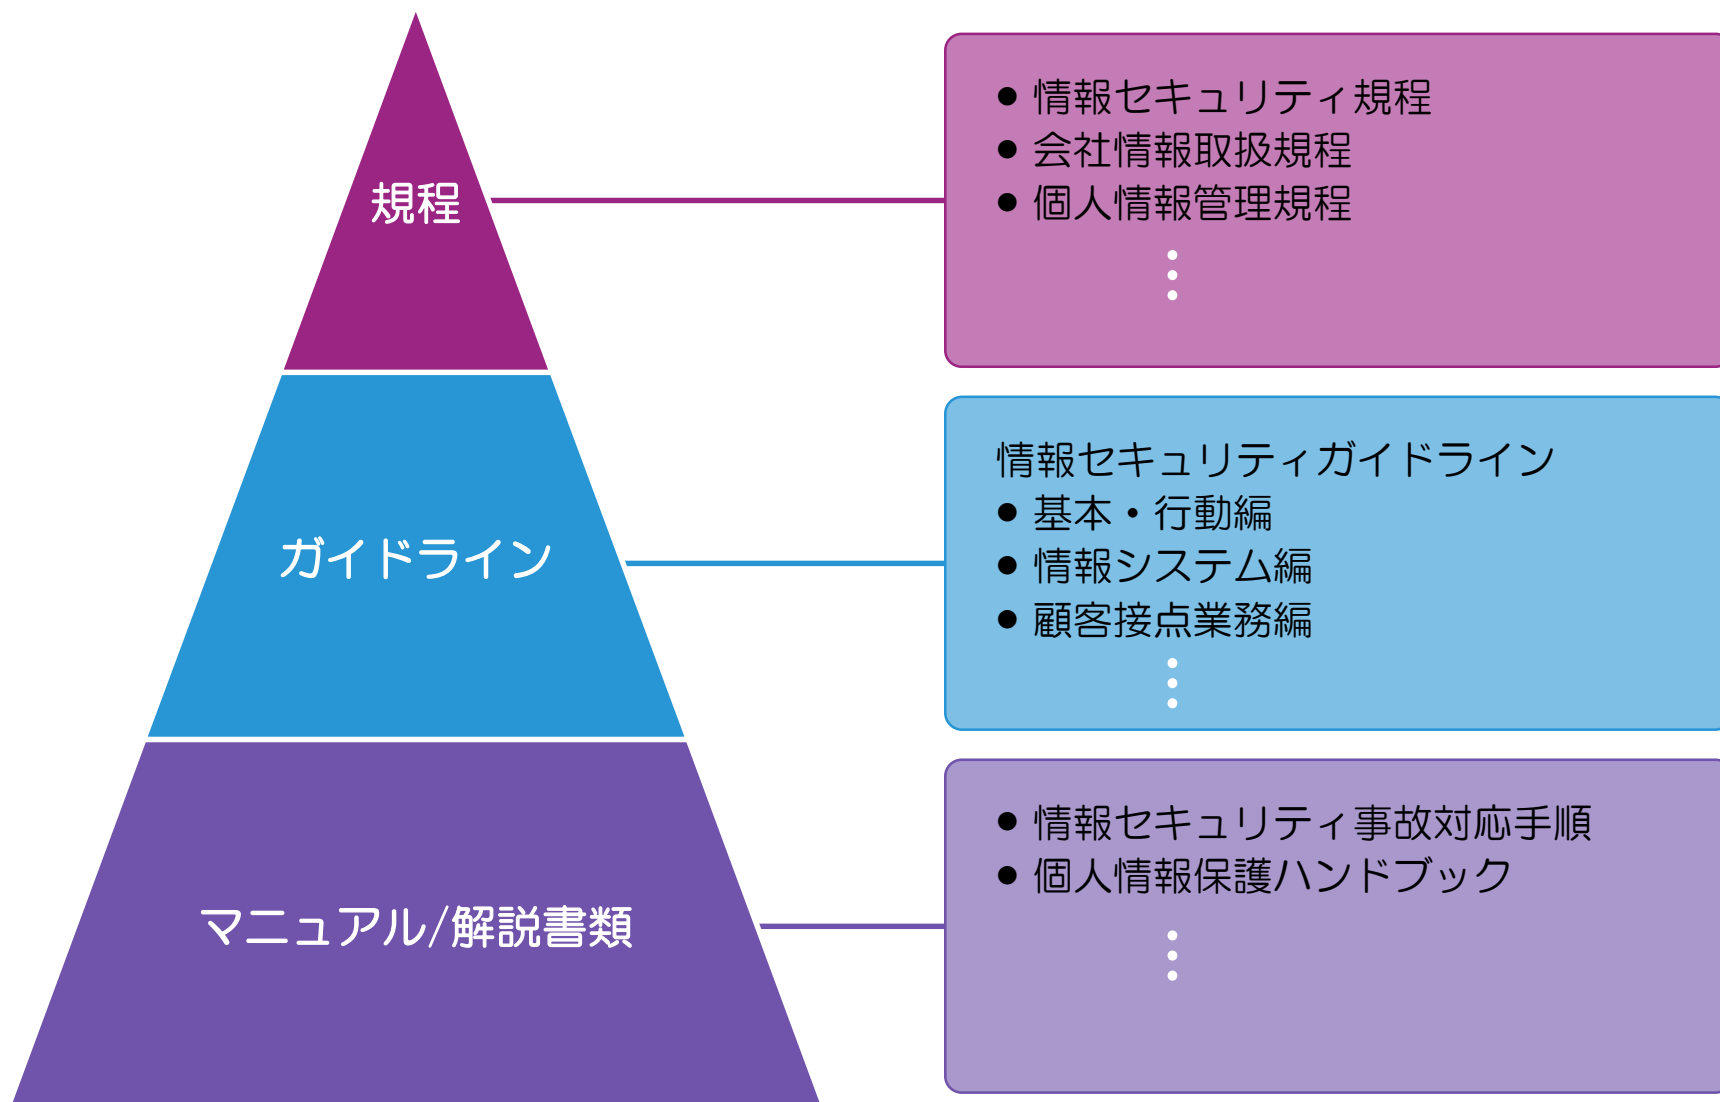 規程
● 情報セキュリティ規程
● 会社情報取扱規程
● 個人情報管理規程
ガイドライン
情報セキュリティガイドライン
● 基本・行動編
● 情報システム編
● 顧客接点業務編
マニュアル/解説書類
● 情報セキュリティ事故対応手順
● 個人情報保護ハンドブック